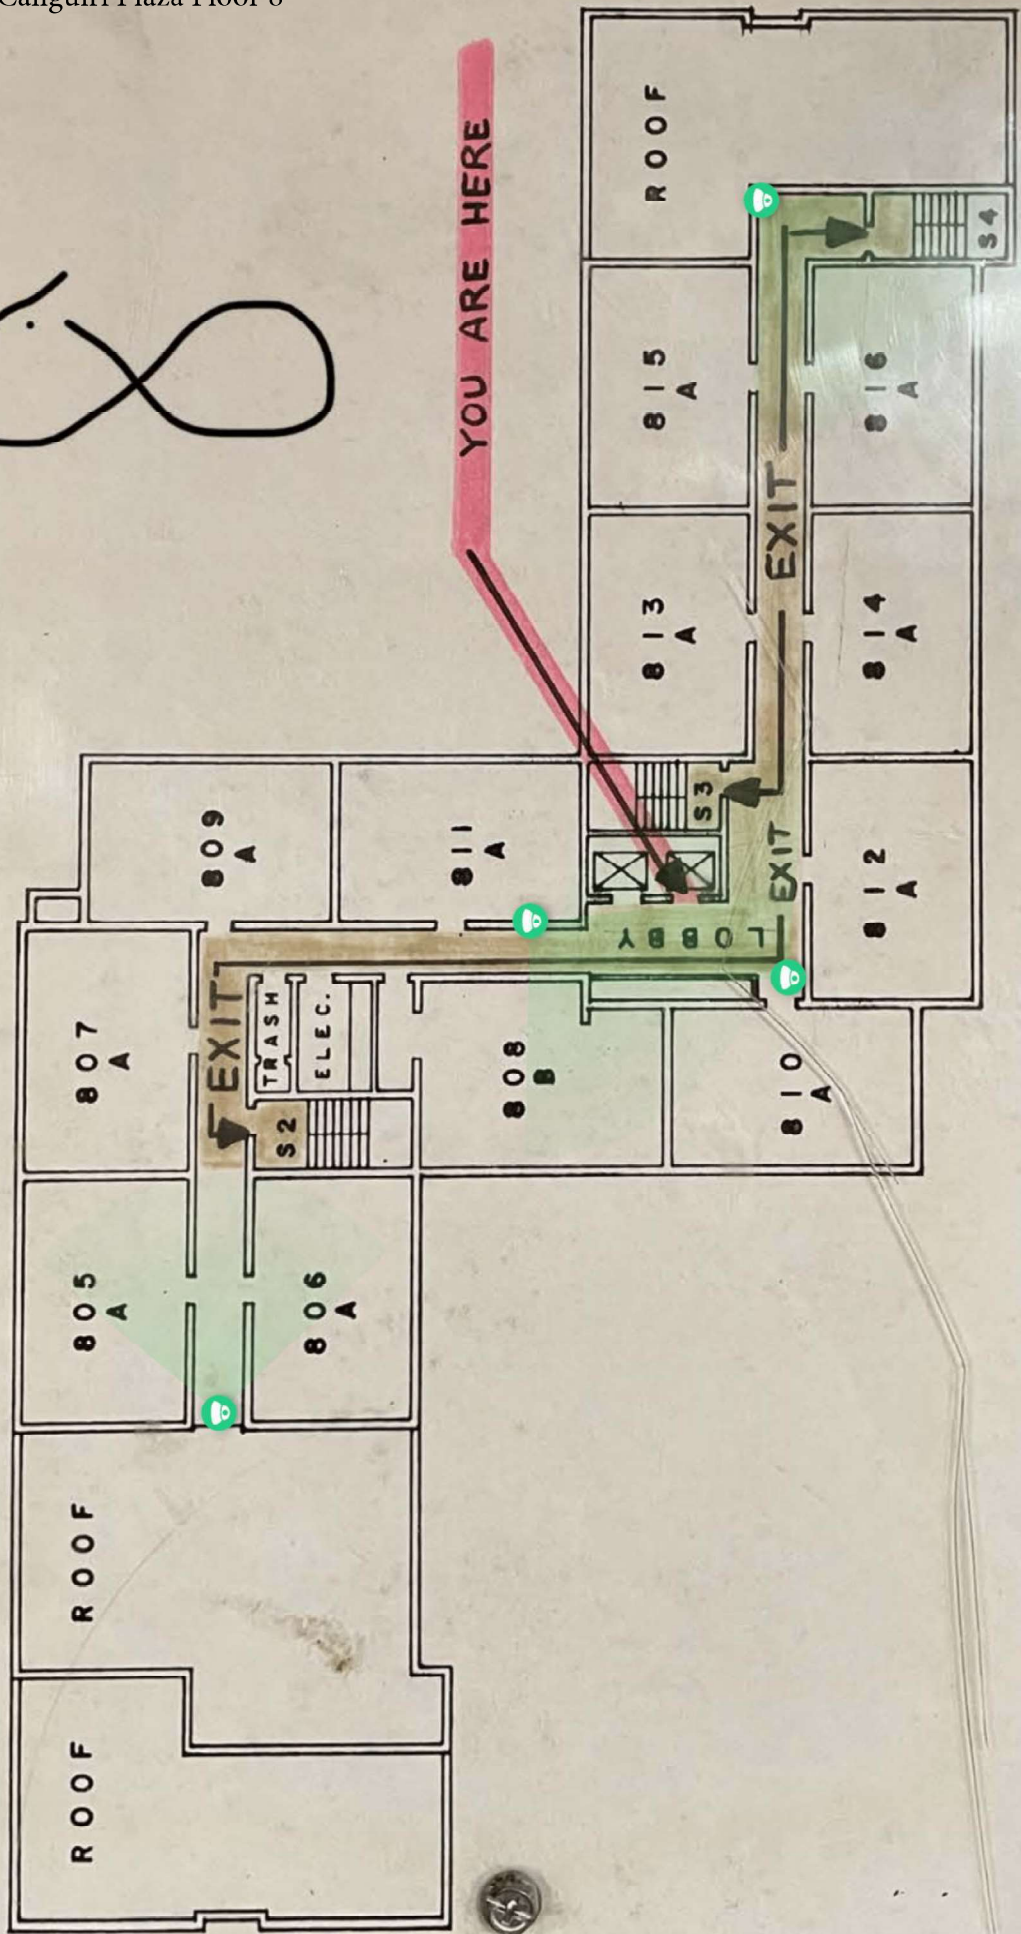 YOU ARE HERE
ROOF
S4
815
A
816
A
EXIT
813
A
814
A
S3
EXIT
812
A
809
A
811
A
LOBBY
807
A
EXIT
TRASH
ELEC.
S2
808
B
810
A
805
A
806
A
ROOF
ROOF